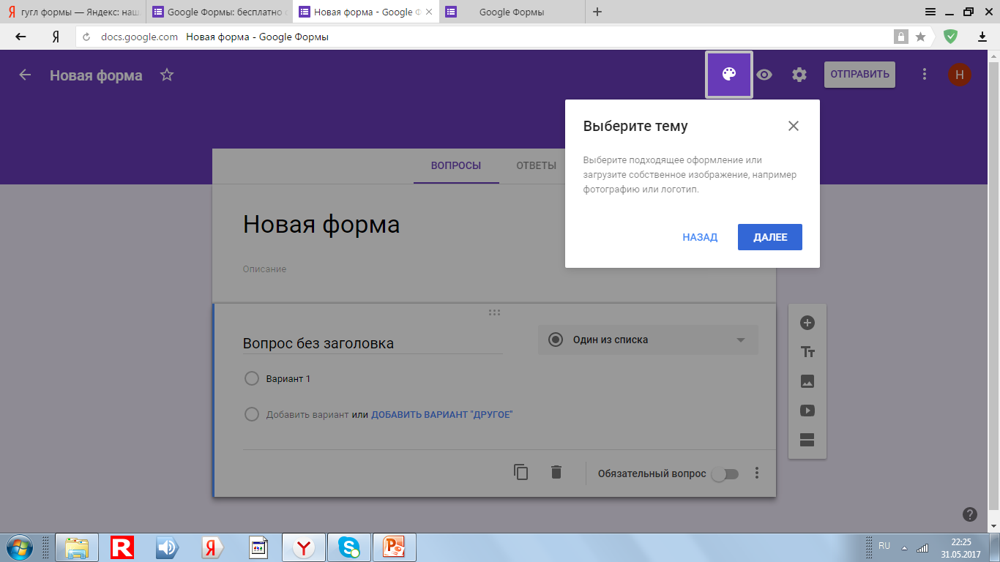 гугл формы — Яндекс: наш
Google Формы: бесплатно с
Новая форма - Google Ф
Google Формы
docs.google.com Новая форма - Google Формы
Новая форма
ОТПРАВИТЬ
Н
Выберите тему
Выберите подходящее оформление или
загрузите собственное изображение, например
фотографию или логотип.
НАЗАД
ДАЛЕЕ
ВОПРОСЫ
ОТВЕТЫ
Новая форма
Описание
Вопрос без заголовка
Один из списка
Вариант 1
Добавить вариант или ДОБАВИТЬ ВАРИАНТ "ДРУГОЕ"
Обязательный вопрос
RU
22:25
31.05.2017